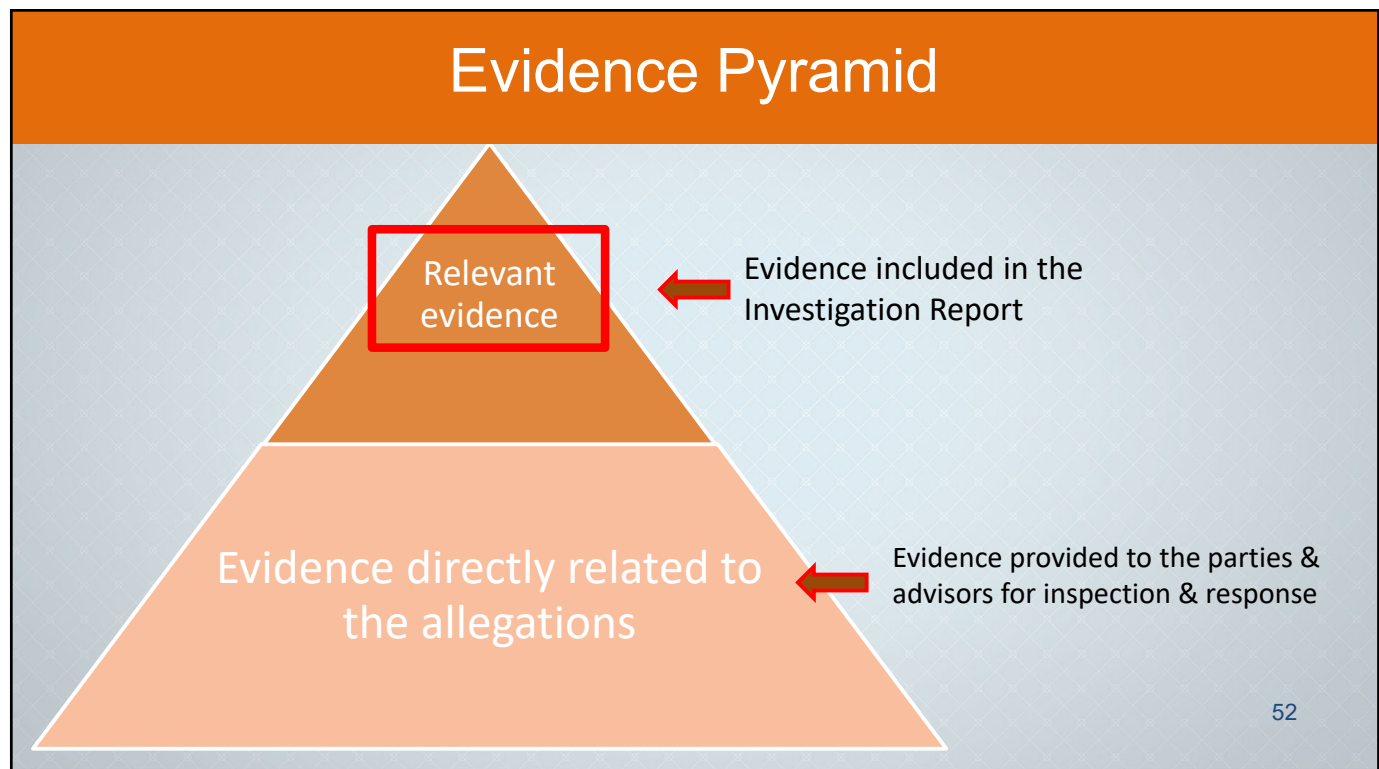 Evidence Pyramid
Relevant
evidence
Evidence included in the
Investigation Report
Evidence directly related to
the allegations
Evidence provided to the parties &
advisors for inspection & response
52